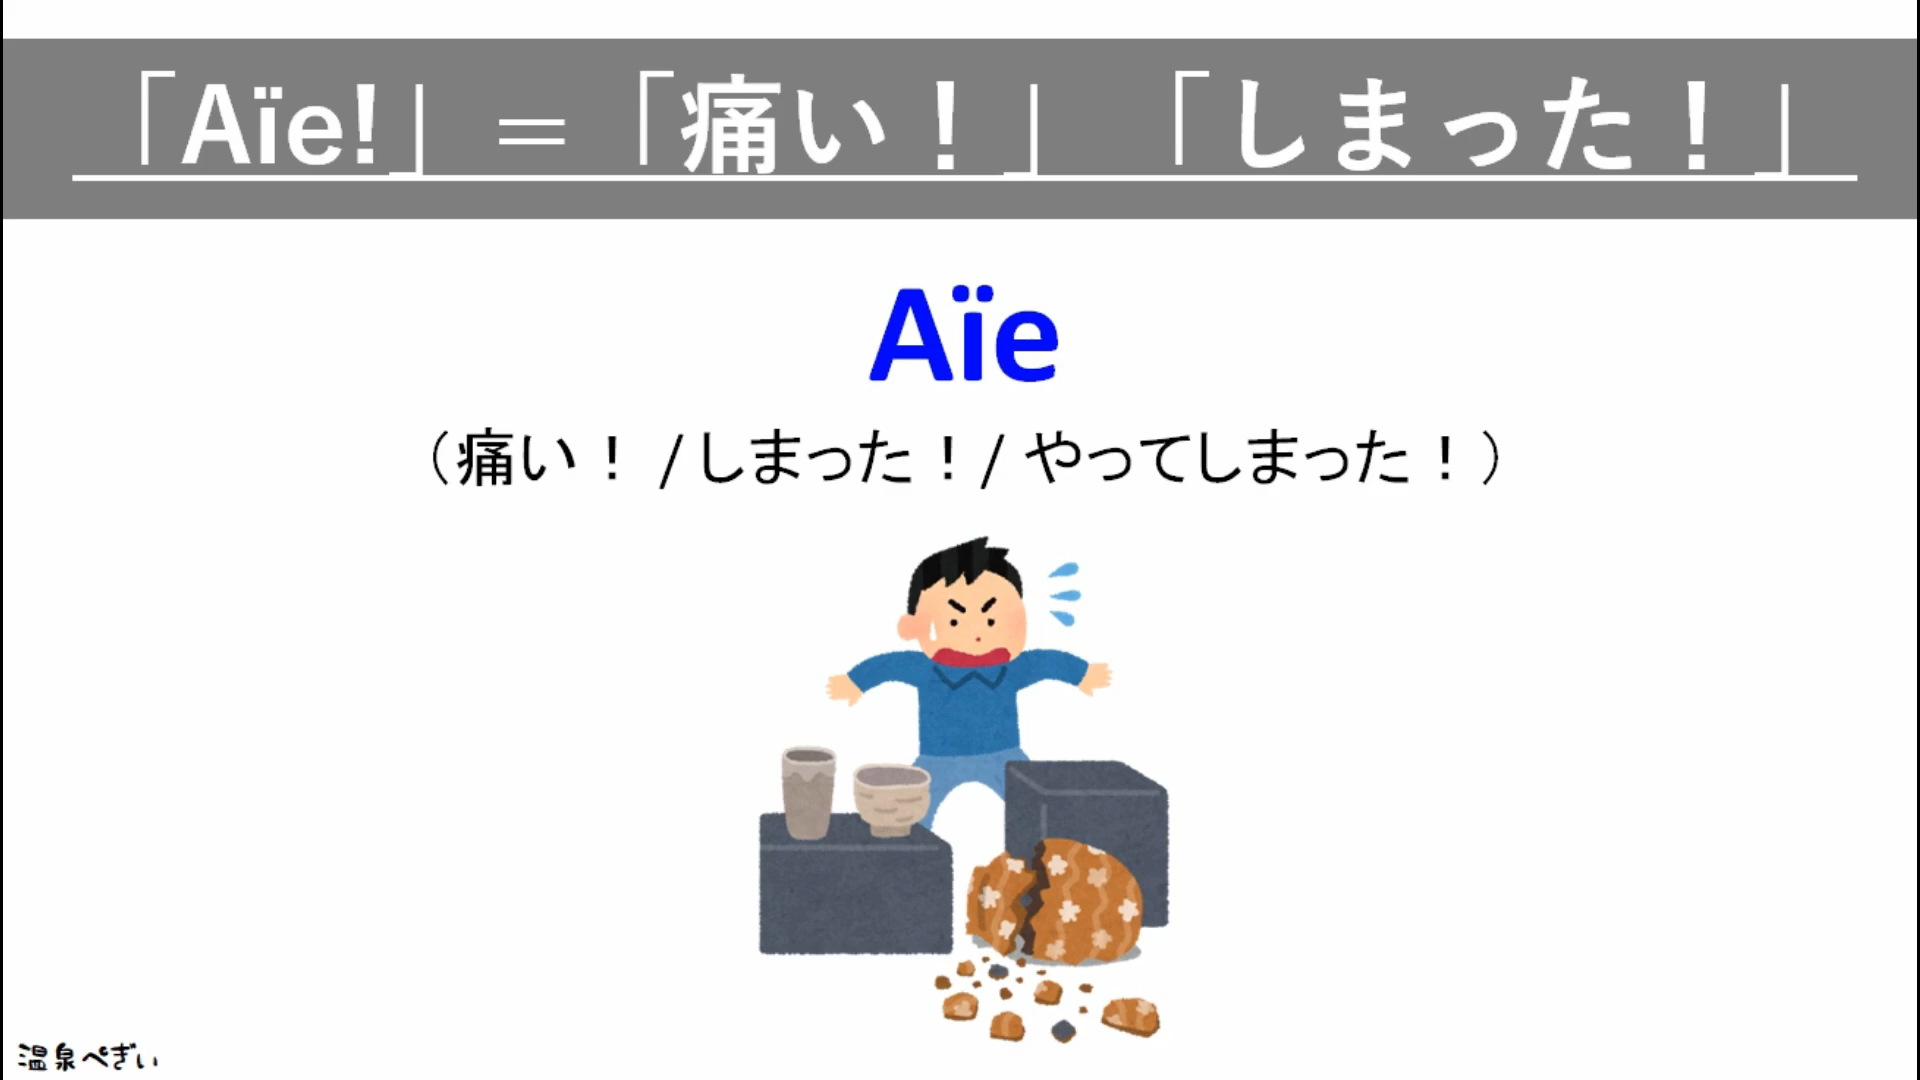 「Aïe!」=「痛い！」「しまった！」
Aïe
（痛い！ /しまった！/ やってしまった！）
温泉ぺぎぃ